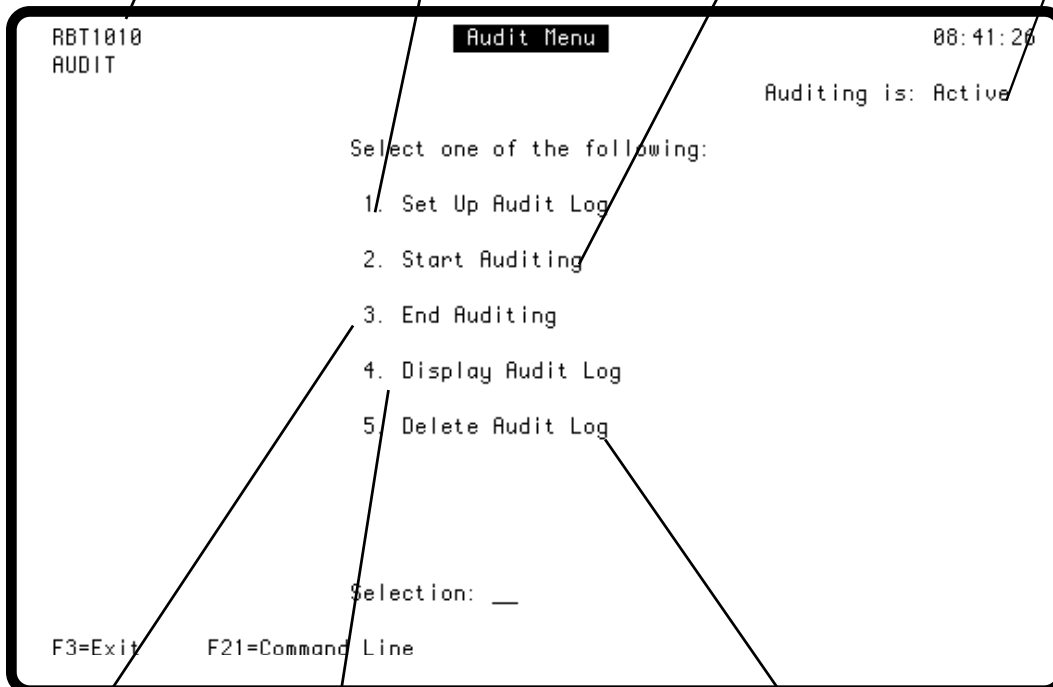 RBT1010 Audit Menu 08:41:26
AUDIT
Auditing is: Active
Select one of the following:
1. Set Up Audit Log
2. Start Auditing
3. End Auditing
4. Display Audit Log
5. Delete Audit Log
Selection: __
F3=Exit F21=Command Line